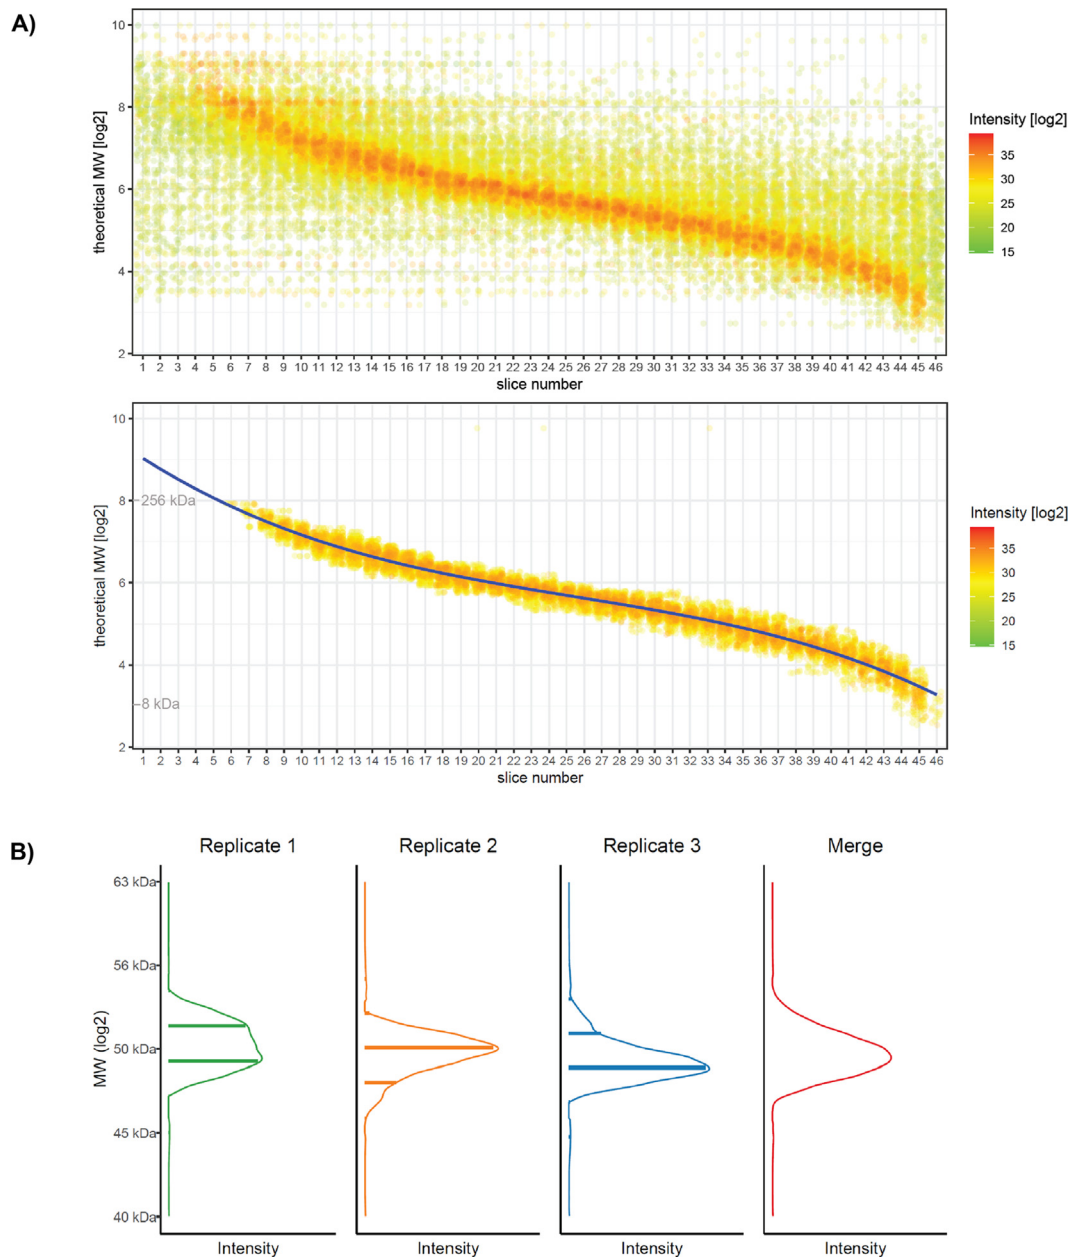 A)
theoretical MW [log2]
10
8
6
4
2
1 2 3 4 5 6 7 8 9 10 11 12 13 14 15 16 17 18 19 20 21 22 23 24 25 26 27 28 29 30 31 32 33 34 35 36 37 38 39 40 41 42 43 44 45 46
slice number
Intensity [log2]
35
30
25
20
15
theoretical MW [log2]
10
8
6
4
2
256 kDa
8 kDa
1 2 3 4 5 6 7 8 9 10 11 12 13 14 15 16 17 18 19 20 21 22 23 24 25 26 27 28 29 30 31 32 33 34 35 36 37 38 39 40 41 42 43 44 45 46
slice number
Intensity [log2]
35
30
25
20
15
B)
Replicate 1 Replicate 2 Replicate 3 Merge
MW (log2)
63 kDa
56 kDa
50 kDa
45 kDa
40 kDa
Intensity Intensity Intensity Intensity